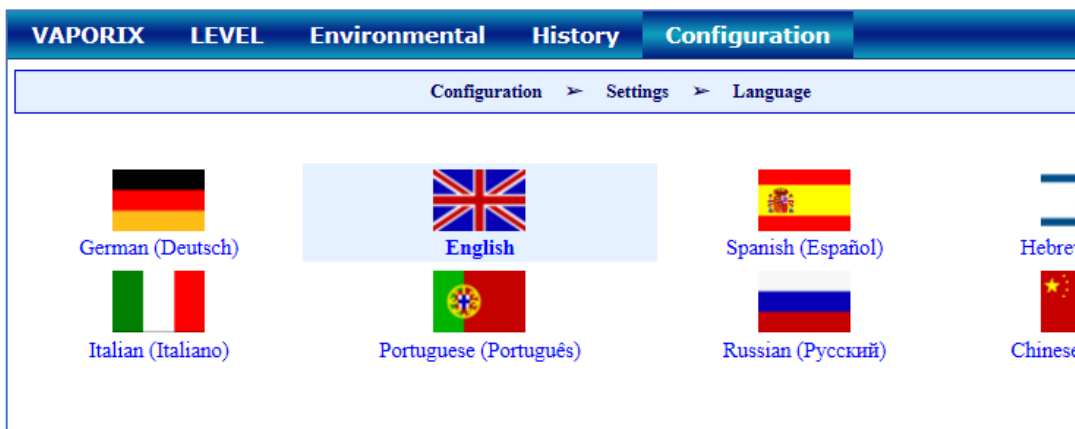 VAPORIX LEVEL Environmental History Configuration
Configuration ➢ Settings ➢ Language
German (Deutsch) English Spanish (Español)
Italian (Italiano) Portuguese (Português) Russian (Русский) Chinese